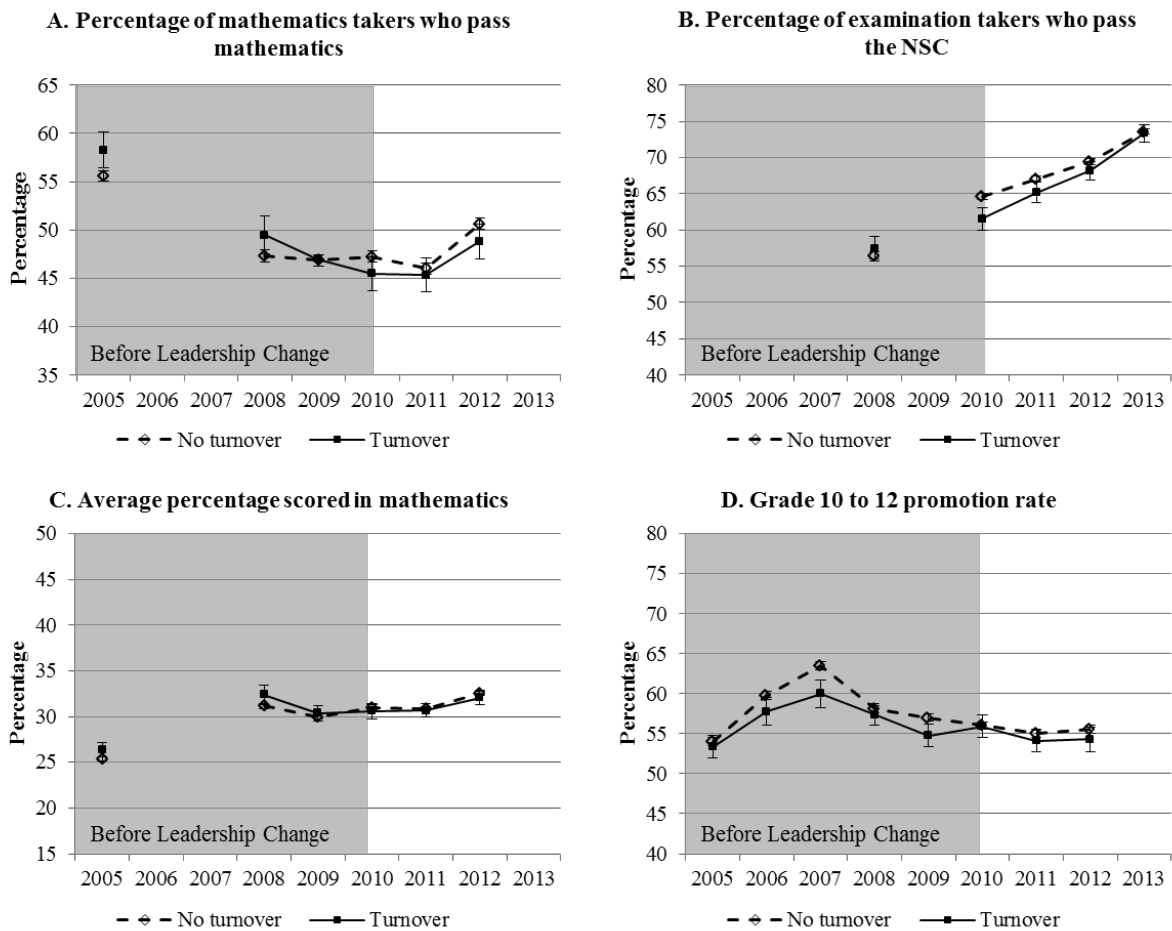 A. Percentage of mathematics takers who pass
mathematics
65
60
55
50
45
40
35
Percentage
Before Leadership Change
2005 2006 2007 2008 2009 2010 2011 2012 2013
No turnover Turnover
B. Percentage of examination takers who pass
the NSC
80
75
70
65
60
55
50
45
40
Percentage
Before Leadership Change
2005 2006 2007 2008 2009 2010 2011 2012 2013
No turnover Turnover
C. Average percentage scored in mathematics
50
45
40
35
30
25
20
15
Percentage
Before Leadership Change
2005 2006 2007 2008 2009 2010 2011 2012 2013
No turnover Turnover
D. Grade 10 to 12 promotion rate
80
75
70
65
60
55
50
45
40
Percentage
Before Leadership Change
2005 2006 2007 2008 2009 2010 2011 2012 2013
No turnover Turnover